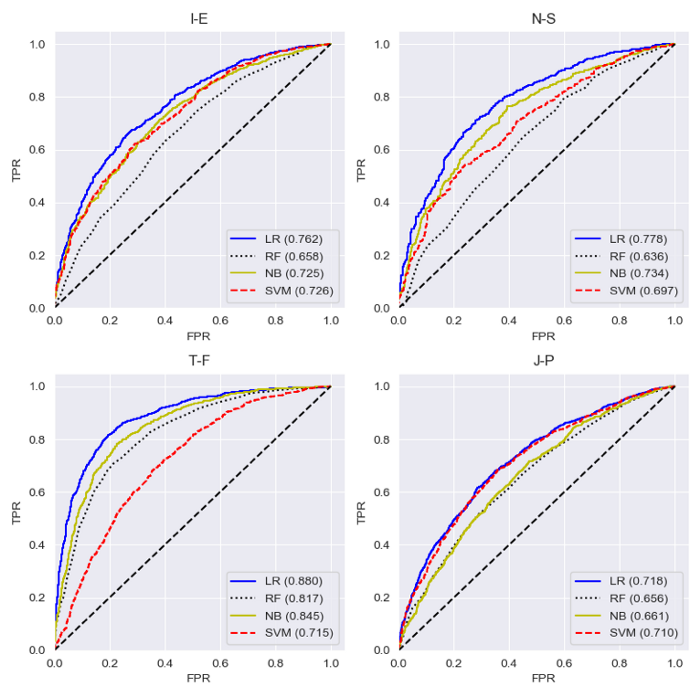 I-E
1.0
0.8
0.6
0.4
0.2
0.0
TPR
0.0 0.2 0.4 0.6 0.8 1.0
FPR
LR (0.762)
RF (0.658)
NB (0.725)
SVM (0.726)
N-S
1.0
0.8
0.6
0.4
0.2
0.0
TPR
0.0 0.2 0.4 0.6 0.8 1.0
FPR
LR (0.778)
RF (0.636)
NB (0.734)
SVM (0.697)
T-F
1.0
0.8
0.6
0.4
0.2
0.0
TPR
0.0 0.2 0.4 0.6 0.8 1.0
FPR
LR (0.880)
RF (0.817)
NB (0.845)
SVM (0.715)
J-P
1.0
0.8
0.6
0.4
0.2
0.0
TPR
0.0 0.2 0.4 0.6 0.8 1.0
FPR
LR (0.718)
RF (0.656)
NB (0.661)
SVM (0.710)